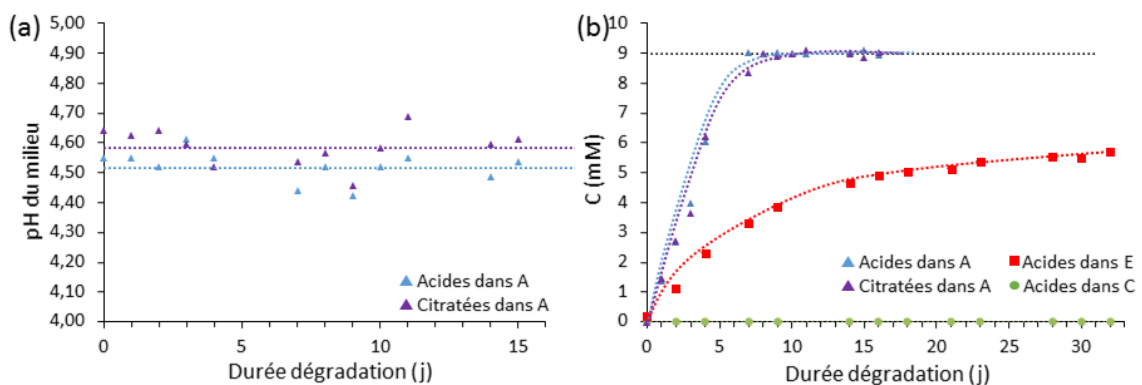 (a)
pH du milieu
5,00
4,90
4,80
4,70
4,60
4,50
4,40
4,30
4,20
4,10
4,00
0 5 10 15
Durée dégradation (j)
Acides dans A
Citratées dans A
(b)
C (mM)
10
9
8
7
6
5
4
3
2
1
0
0 5 10 15 20 25 30
Durée dégradation (j)
Acides dans A Acides dans E
Citratées dans A Acides dans C